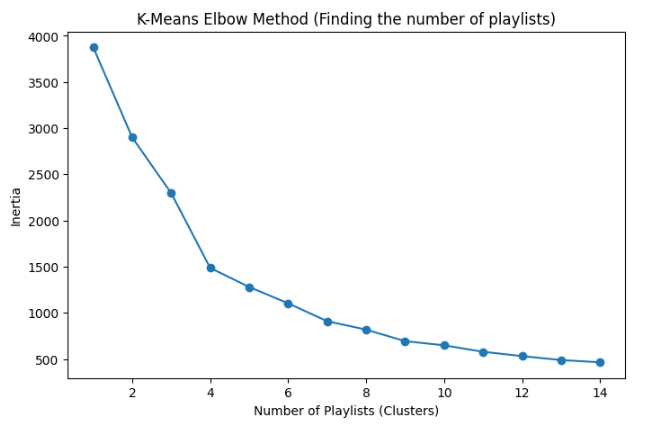 K-Means Elbow Method (Finding the number of playlists)
4000
3500
3000
2500
2000
1500
1000
500
Inertia
2 4 6 8 10 12 14
Number of Playlists (Clusters)